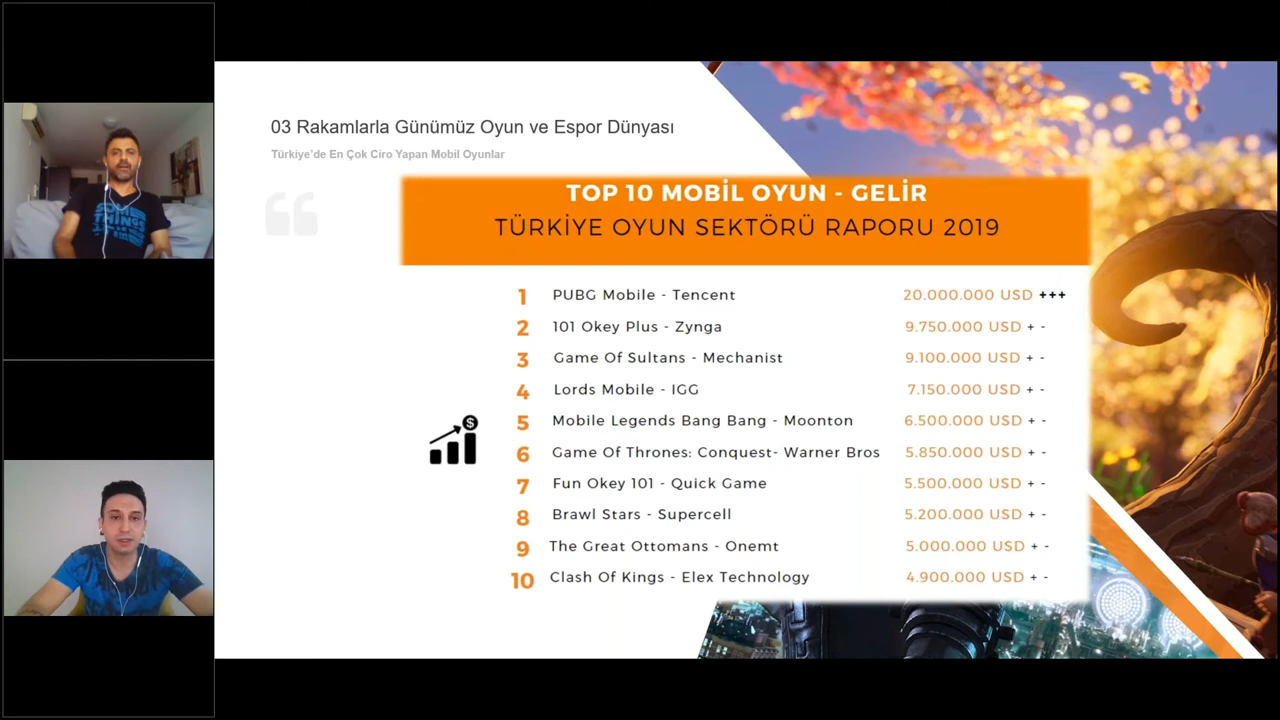 03 Rakamlarla Günümüz Oyun ve Espor Dünyası
Türkiye'de En Çok Ciro Yapan Mobil Oyunlar
TOP 10 MOBİL OYUN - GELİR
TÜRKİYE OYUN SEKTÖRÜ RAPORU 2019
1 PUBG Mobile - Tencent 20.000.000 USD +++
2 101 Okey Plus - Zynga 9.750.000 USD + -
3 Game Of Sultans - Mechanist 9.100.000 USD + -
4 Lords Mobile - IGG 7.150.000 USD + -
5 Mobile Legends Bang Bang - Moonton 6.500.000 USD + -
6 Game Of Thrones: Conquest- Warner Bros 5.850.000 USD + -
7 Fun Okey 101 - Quick Game 5.500.000 USD + -
8 Brawl Stars - Supercell 5.200.000 USD + -
9 The Great Ottomans - Onemt 5.000.000 USD + -
10 Clash Of Kings - Elex Technology 4.900.000 USD + -
$
SOME
THINGS